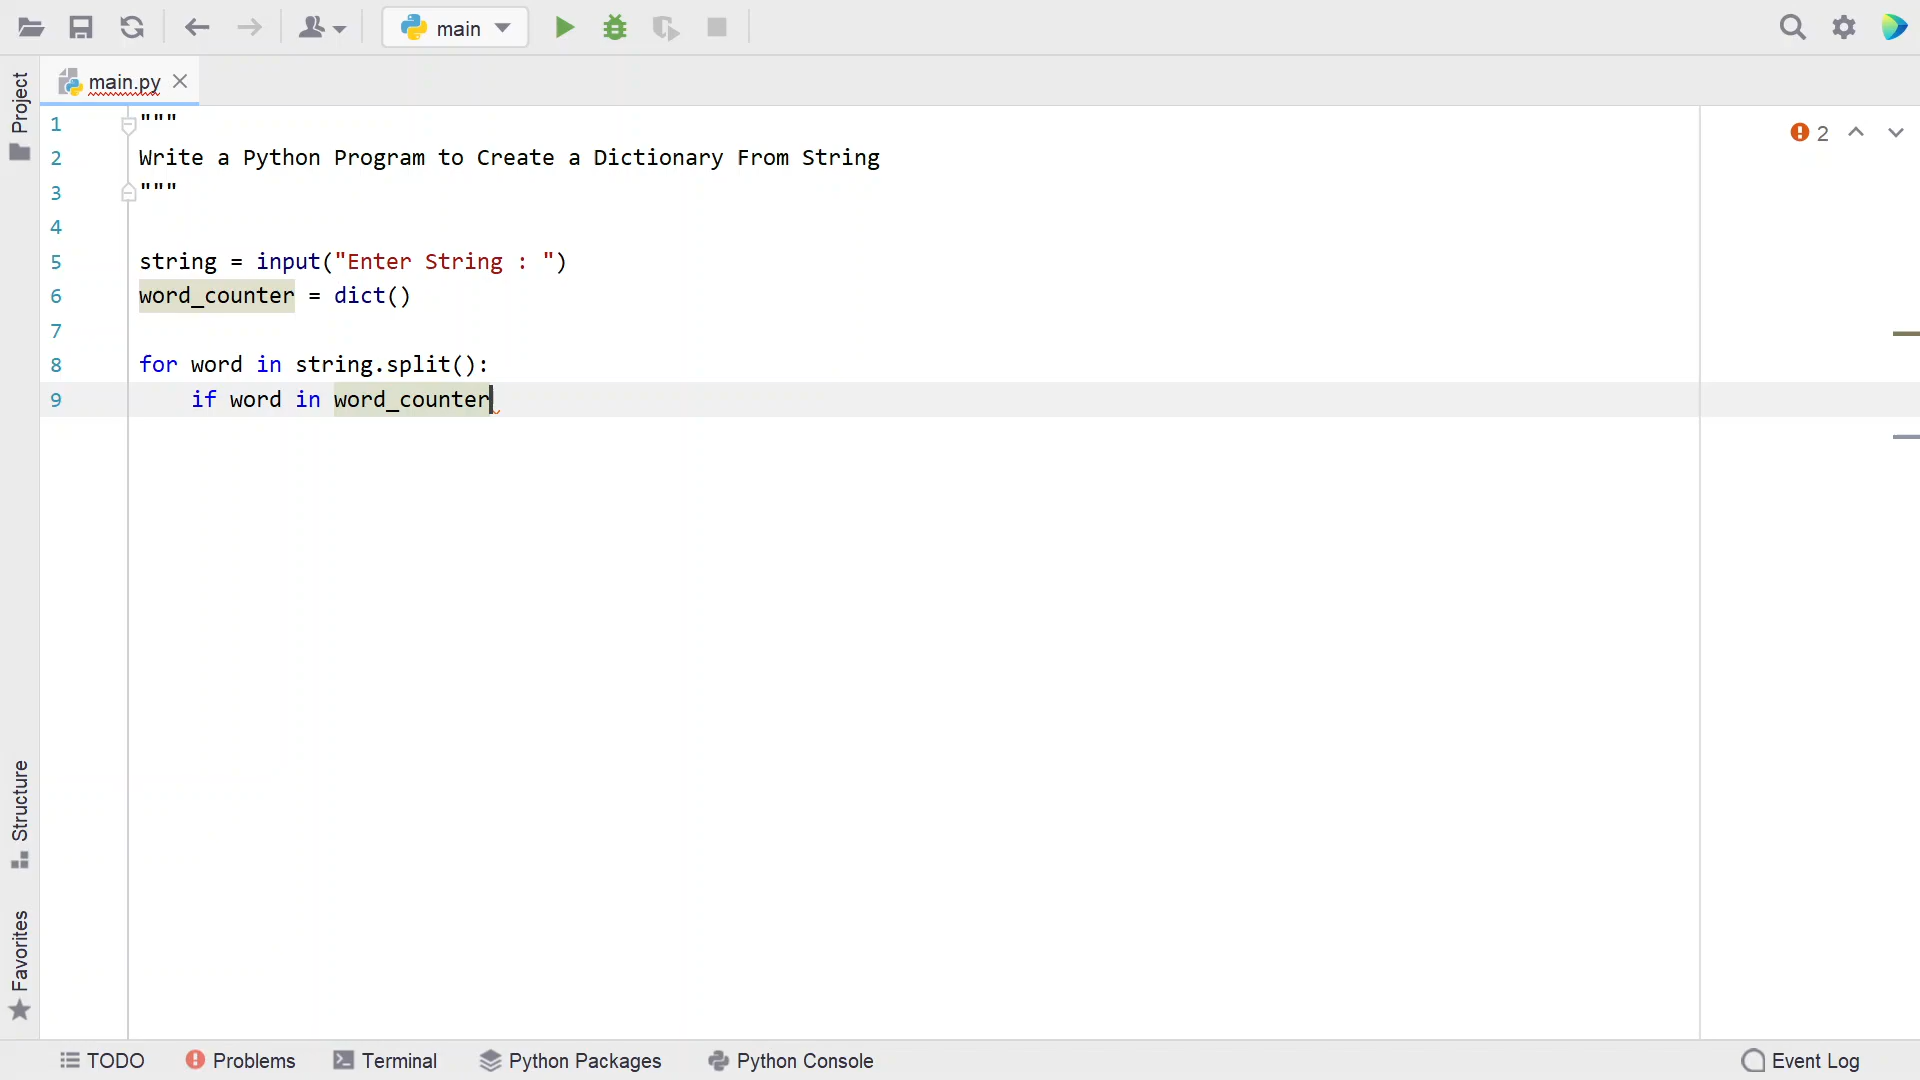 main
Project
main.py
2
1 """
2 Write a Python Program to Create a Dictionary From String
3 """
4
5 string = input("Enter String : ")
6 word_counter = dict()
7
8 for word in string.split():
9     if word in word_counter
Structure
Favorites
TODO Problems Terminal Python Packages Python Console Event Log